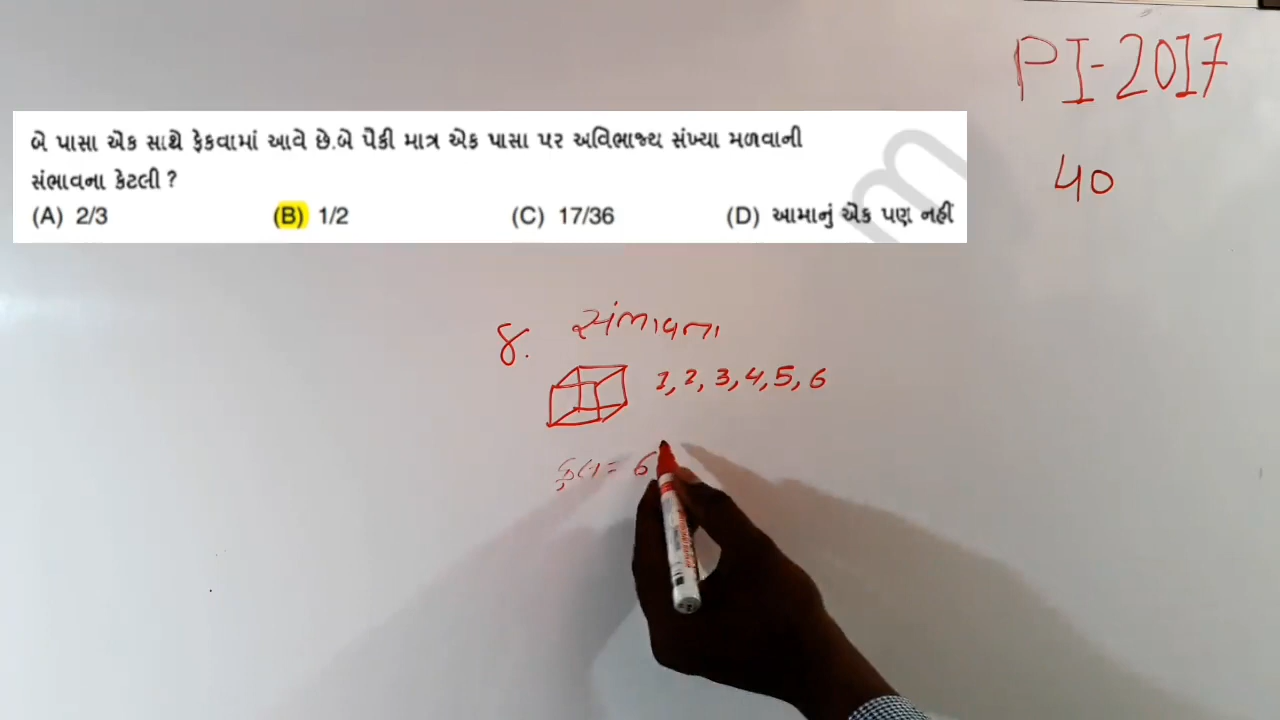 PI-2017
40
બે પાસા એક સાથે ફેંકવામાં આવે છે.બે પૈકી માત્ર એક પાસા પર અવિભાજ્ય સંખ્યા મળવાની
સંભાવના કેટલી ?
(A) 2/3 (B) 1/2 (C) 17/36 (D) આમાનું એક પણ નહીં
m
8. સંભાવના
1, 2, 3, 4, 5, 6
કુલ = 6